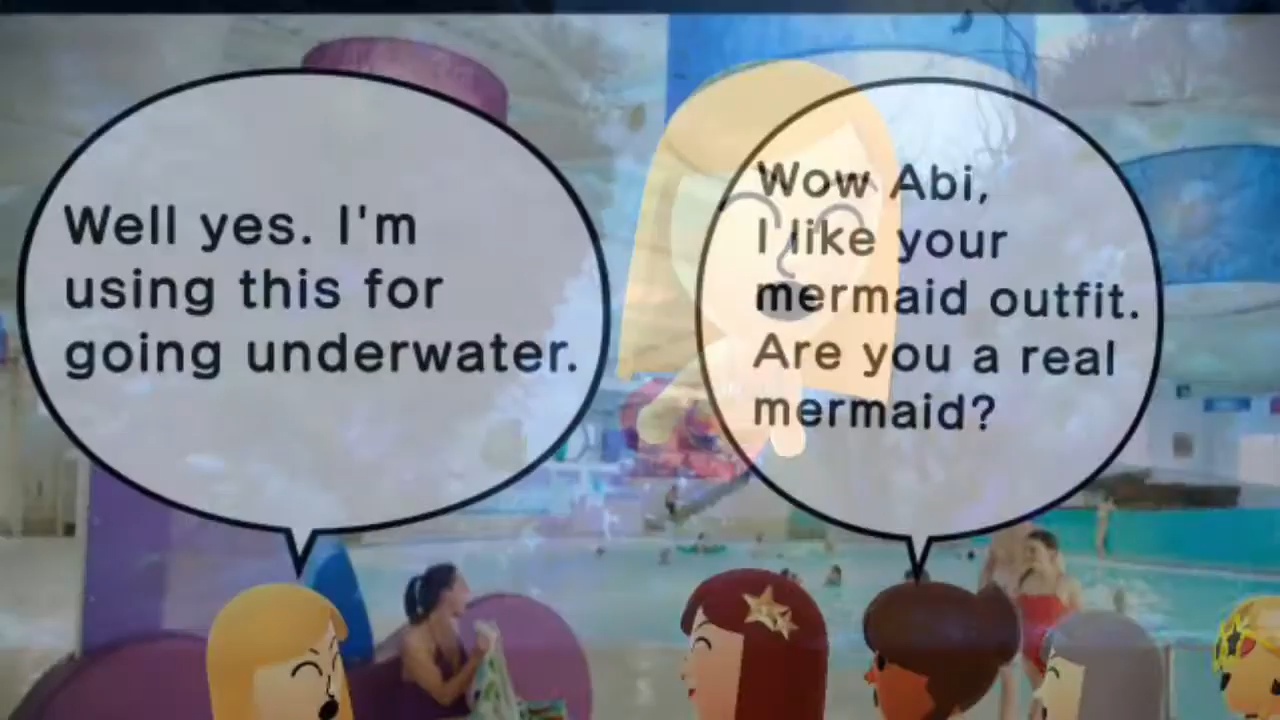 Well yes. I'm
using this for
going underwater.
Wow Abi,
I like your
mermaid outfit.
Are you a real
mermaid?